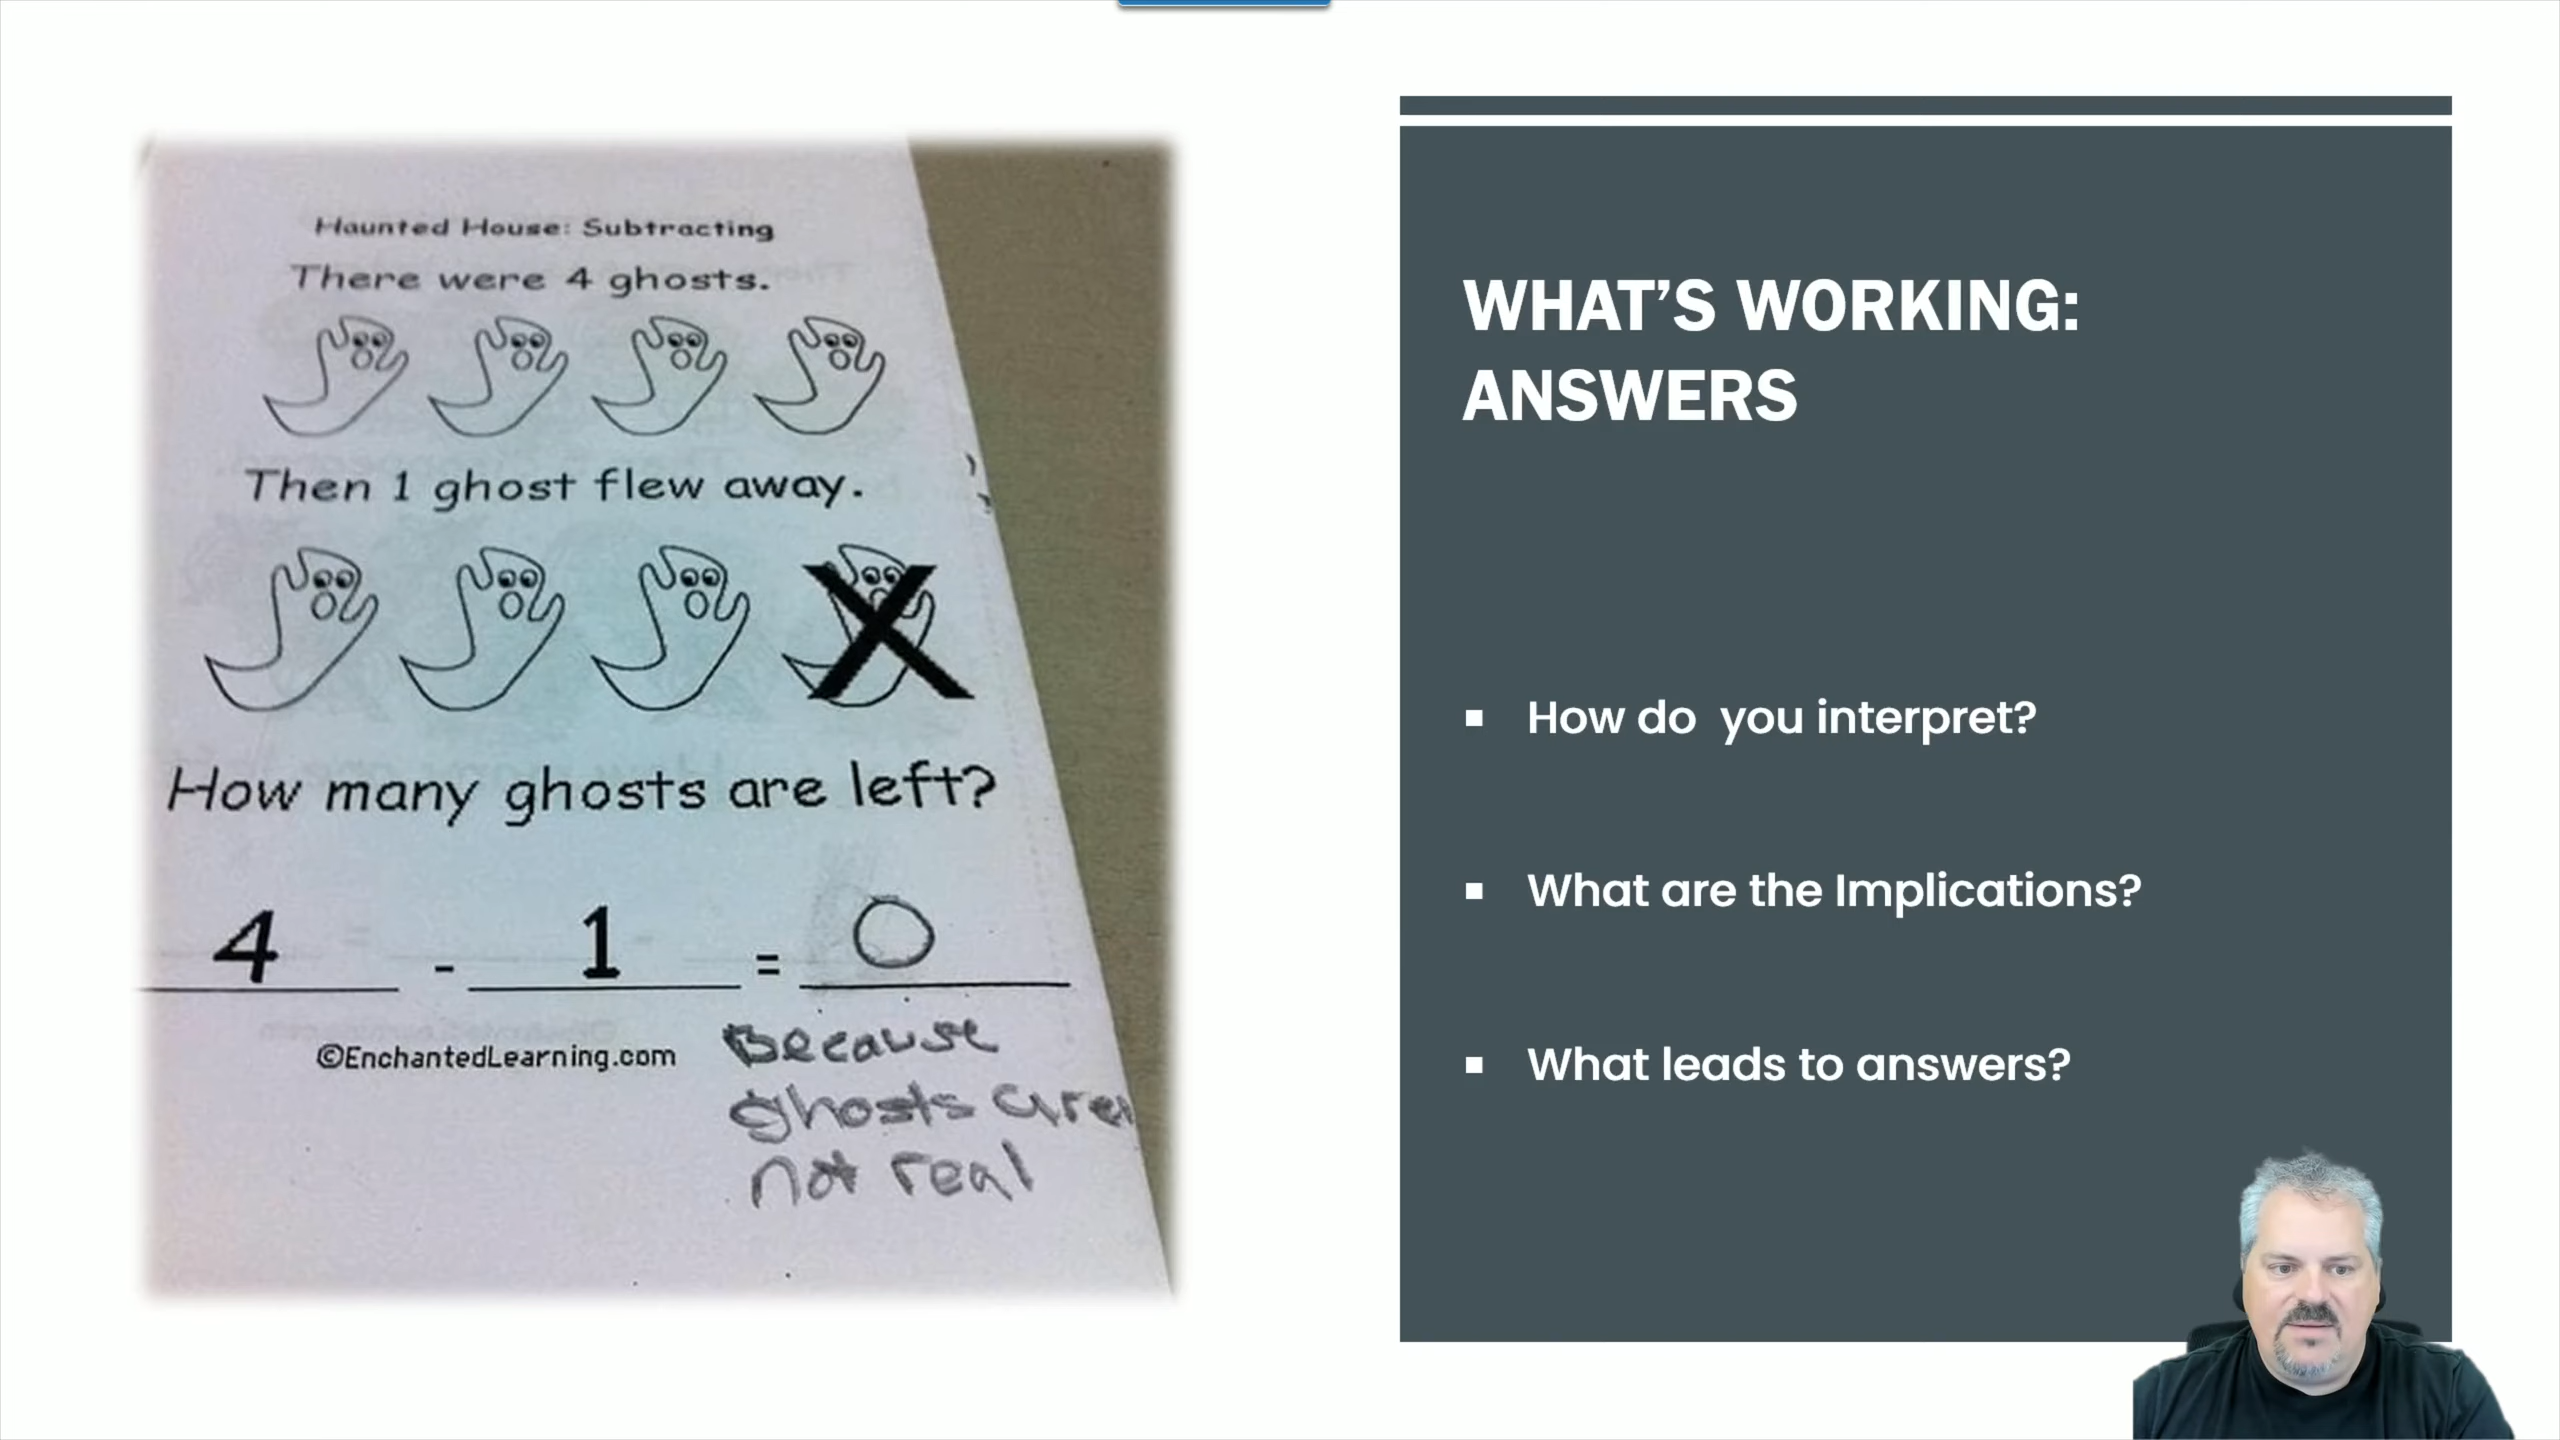 Haunted House: Subtracting
There were 4 ghosts.
Then 1 ghost flew away.
How many ghosts are left?
4 - 1 = 0
©EnchantedLearning.com
Because
ghosts are
not real
WHAT'S WORKING:
ANSWERS
▪ How do  you interpret?
▪ What are the Implications?
▪ What leads to answers?